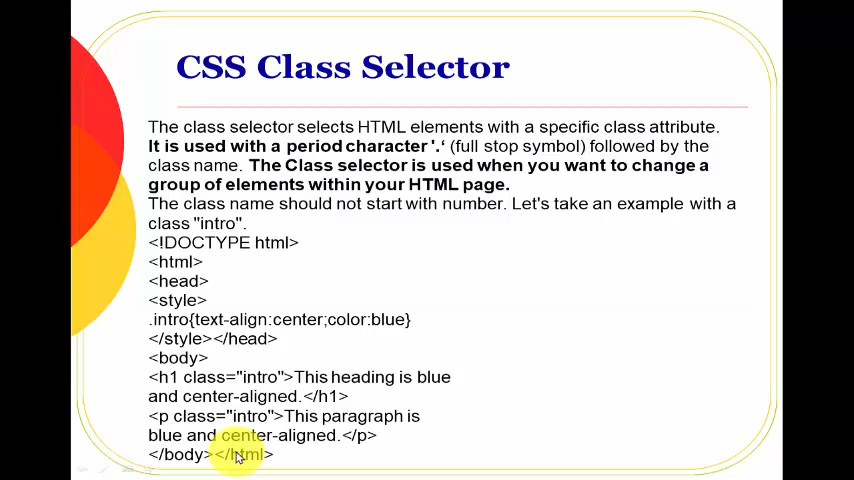 CSS Class Selector
The class selector selects HTML elements with a specific class attribute.
It is used with a period character '.‘ (full stop symbol) followed by the
class name. The Class selector is used when you want to change a
group of elements within your HTML page.
The class name should not start with number. Let's take an example with a
class "intro".
<!DOCTYPE html>
<html>
<head>
<style>
.intro{text-align:center;color:blue}
</style></head>
<body>
<h1 class="intro">This heading is blue
and center-aligned.</h1>
<p class="intro">This paragraph is
blue and center-aligned.</p>
</body></html>